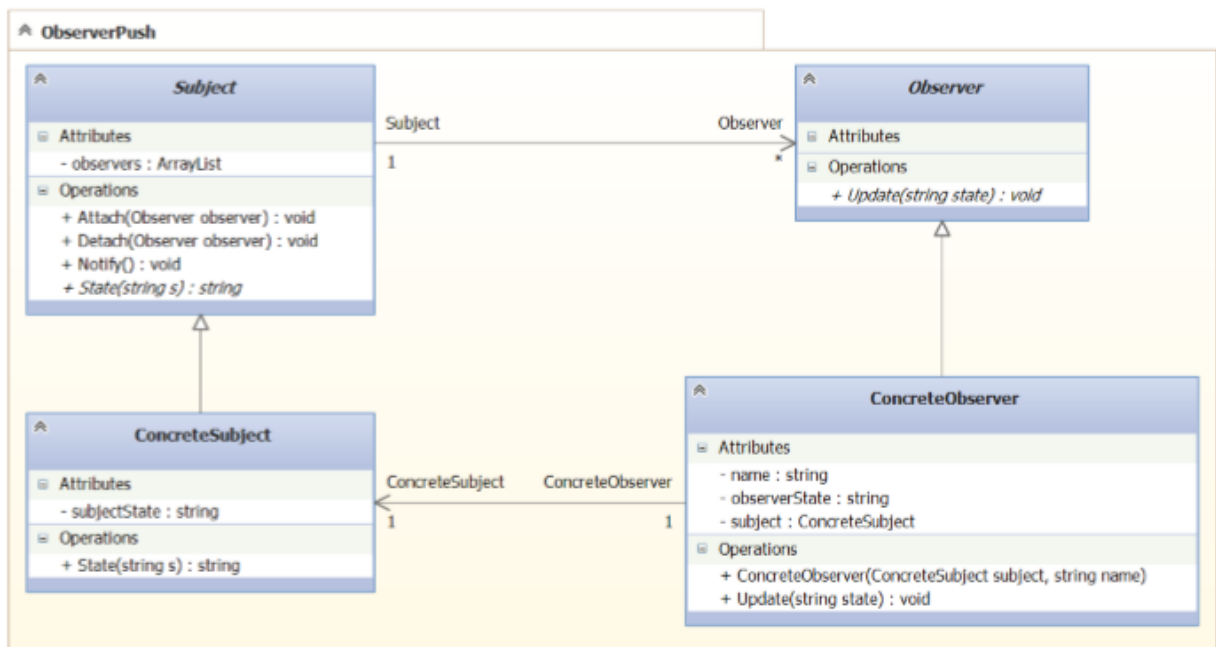 ObserverPush
Subject
Attributes
- observers : ArrayList
Operations
+ Attach(Observer observer) : void
+ Detach(Observer observer) : void
+ Notify() : void
+ State(string s) : string
Subject
Observer
1
*
Observer
Attributes
Operations
+ Update(string state) : void
ConcreteSubject
Attributes
- subjectState : string
Operations
+ State(string s) : string
ConcreteSubject
ConcreteObserver
1
1
ConcreteObserver
Attributes
- name : string
- observerState : string
- subject : ConcreteSubject
Operations
+ ConcreteObserver(ConcreteSubject subject, string name)
+ Update(string state) : void